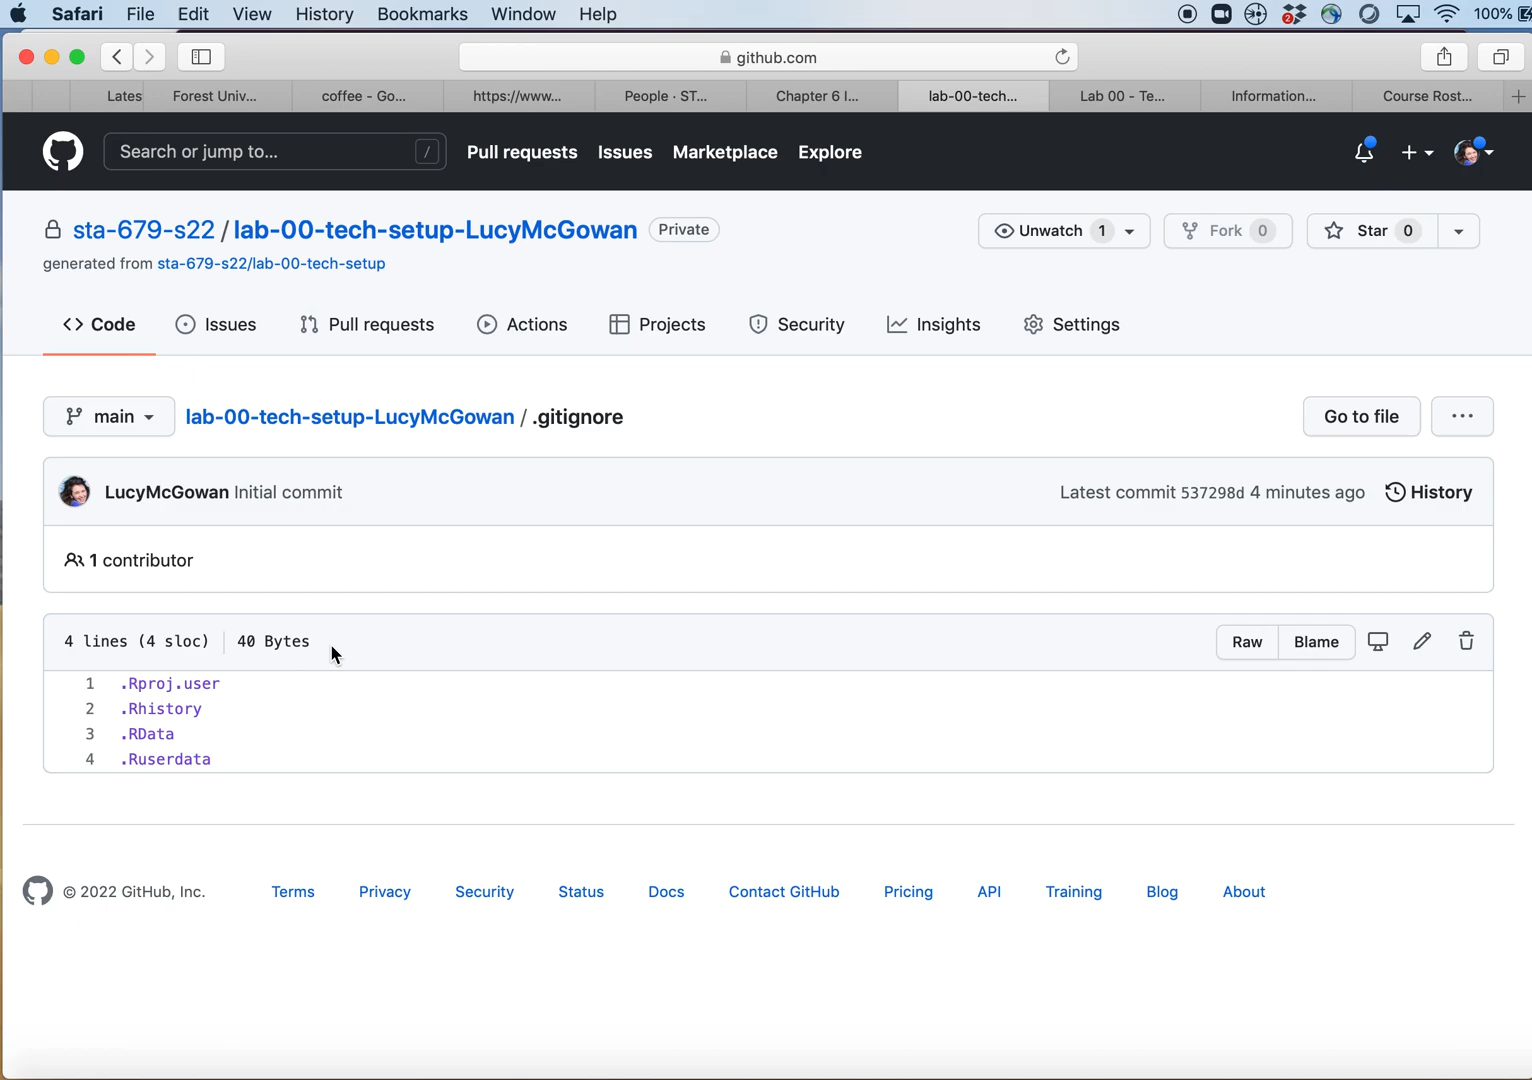 Safari File Edit View History Bookmarks Window Help 2 100%
github.com
Lates Forest Univ... coffee - Go... https://www... People · ST... Chapter 6 I... lab-00-tech... Lab 00 - Te... Information... Course Rost...
Search or jump to... / Pull requests Issues Marketplace Explore
sta-679-s22 / lab-00-tech-setup-LucyMcGowan Private Unwatch 1 Fork 0 Star 0
generated from sta-679-s22/lab-00-tech-setup
Code Issues Pull requests Actions Projects Security Insights Settings
main lab-00-tech-setup-LucyMcGowan / .gitignore Go to file ...
LucyMcGowan Initial commit Latest commit 537298d 4 minutes ago History
1 contributor
4 lines (4 sloc) 40 Bytes Raw Blame
1 .Rproj.user
2 .Rhistory
3 .RData
4 .Ruserdata
© 2022 GitHub, Inc. Terms Privacy Security Status Docs Contact GitHub Pricing API Training Blog About